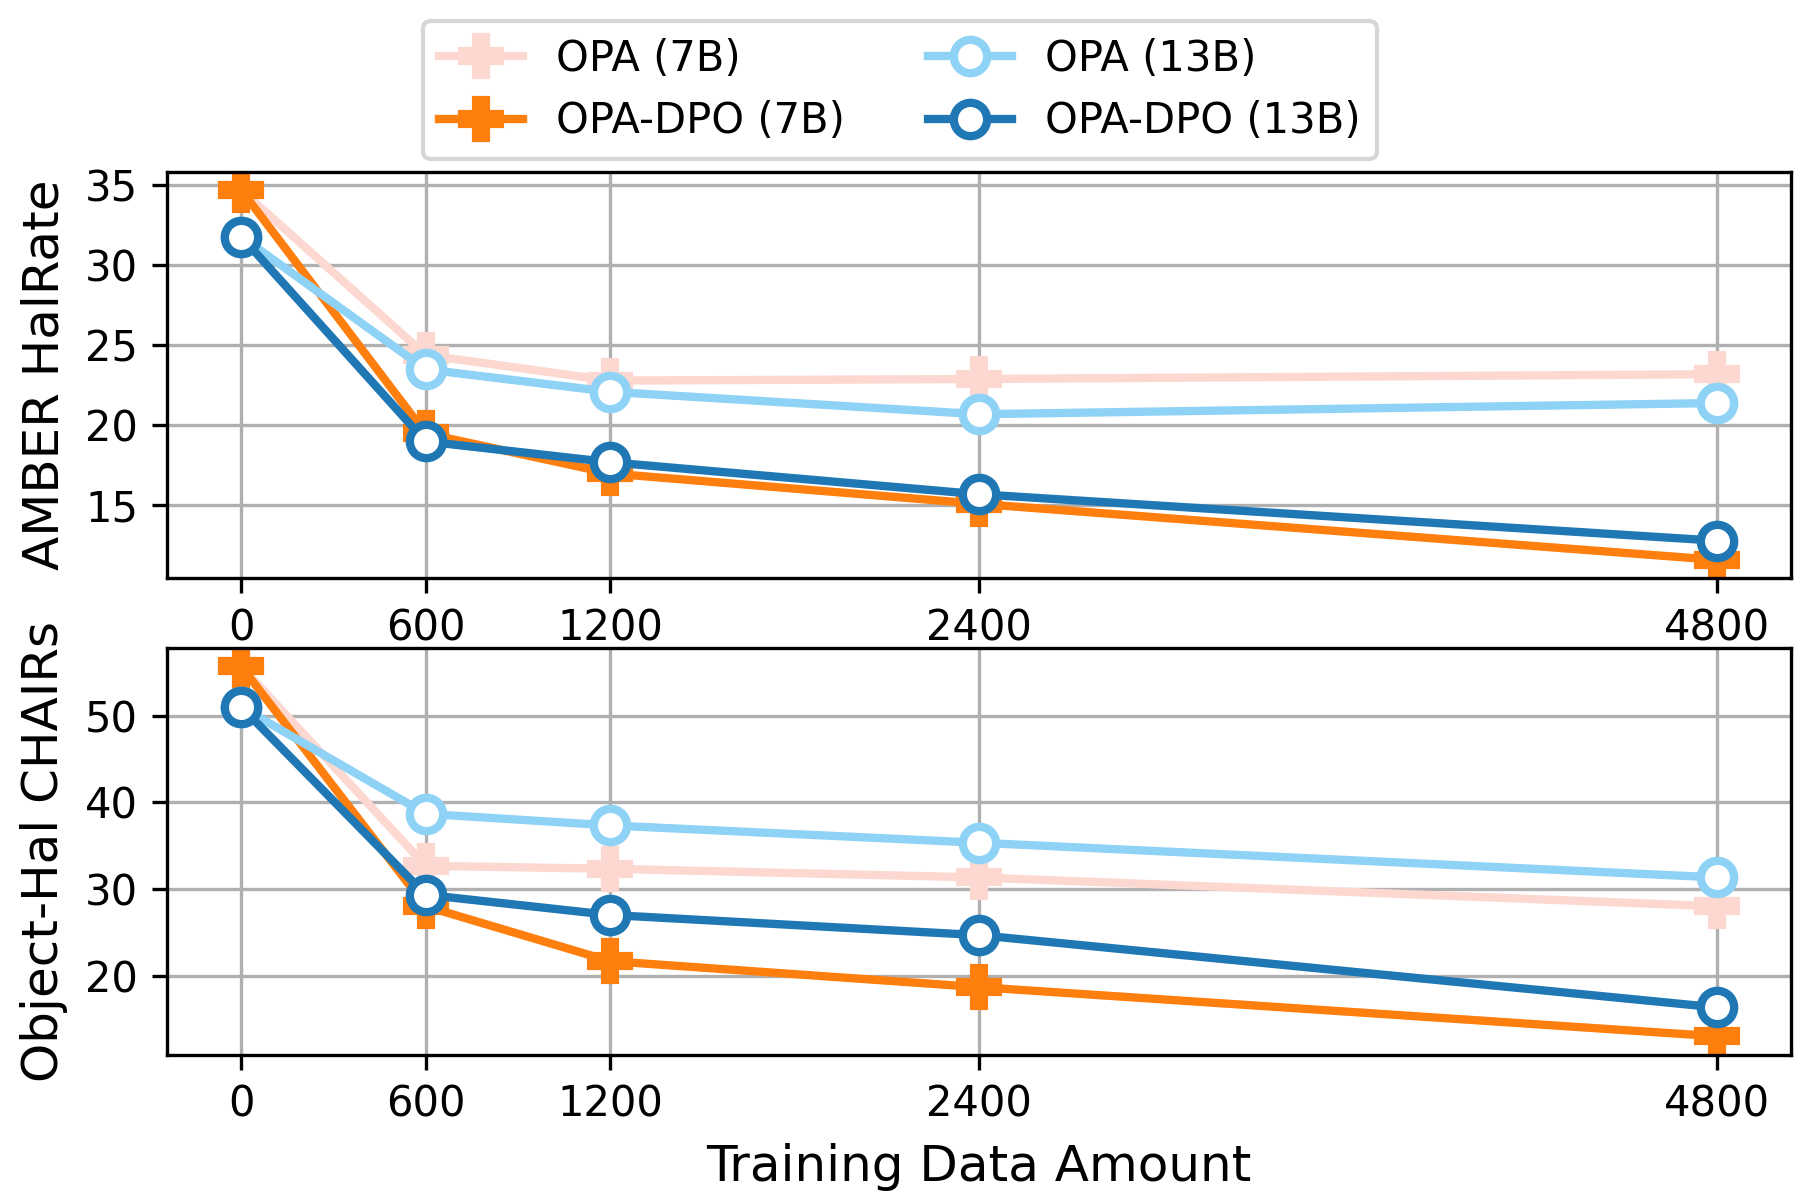 OPA (7B)
OPA (13B)
OPA-DPO (7B)
OPA-DPO (13B)
AMBER HalRate
35
30
25
20
15
0 600 1200 2400 4800
Object-Hal CHAIRs
50
40
30
20
0 600 1200 2400 4800
Training Data Amount